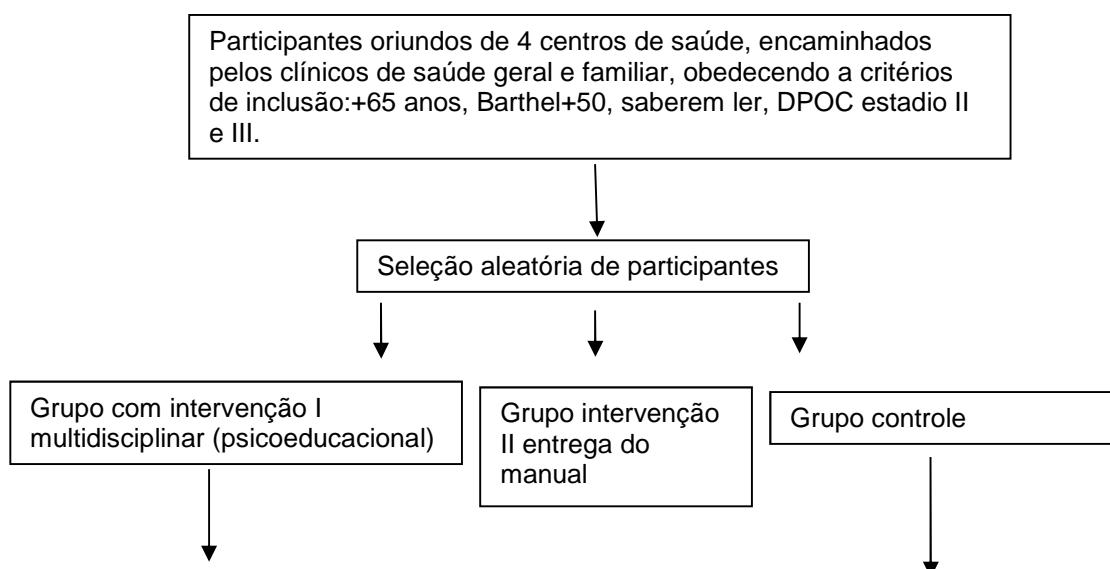 Participantes oriundos de 4 centros de saúde, encaminhados
pelos clínicos de saúde geral e familiar, obedecendo a critérios
de inclusão:+65 anos, Barthel+50, saberem ler, DPOC estadio II
e III.
Seleção aleatória de participantes
Grupo com intervenção I
multidisciplinar (psicoeducacional)
Grupo intervenção
II entrega do
manual
Grupo controle